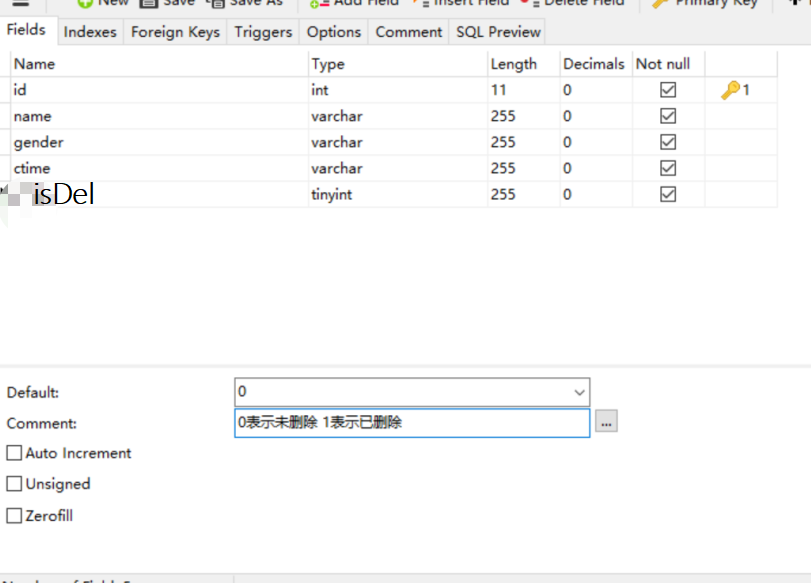 New Save Save As Add Field Insert Field Delete Field Primary Key
Fields Indexes Foreign Keys Triggers Options Comment SQL Preview
Name Type Length Decimals Not null
id int 11 0 1
name varchar 255 0
gender varchar 255 0
ctime varchar 255 0
isDel tinyint 255 0
Default: 0
Comment: 0表示未删除 1表示已删除 ...
Auto Increment
Unsigned
Zerofill